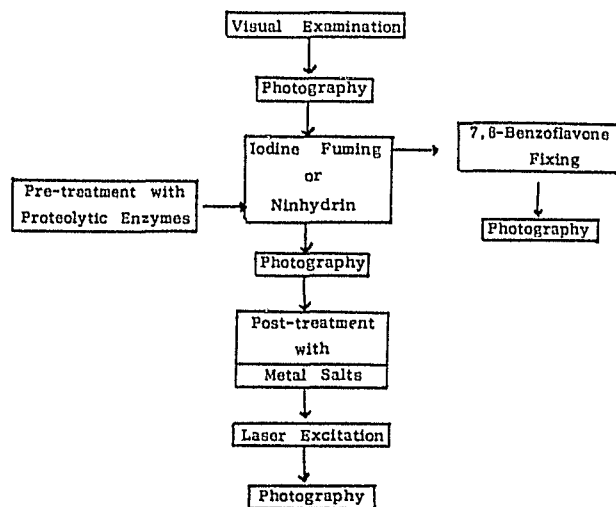 Visual Examination
Photography
Iodine Fuming
or
Ninhydrin
7,8-Benzoflavone
Fixing
Photography
Pre-treatment with
Proteolytic Enzymes
Photography
Post-treatment
with
Metal Salts
Laser Excitation
Photography